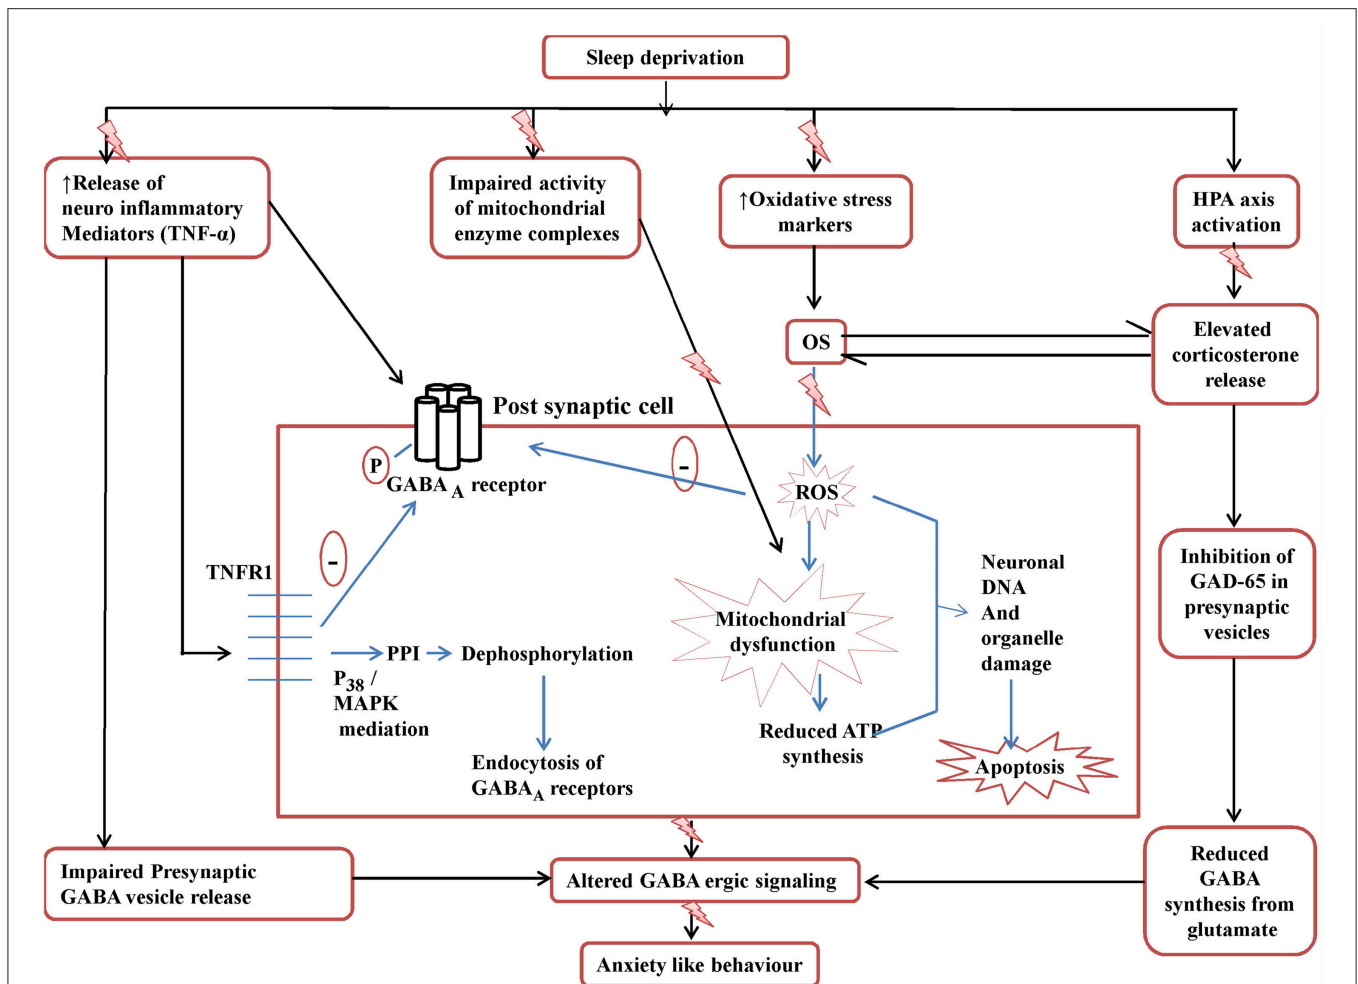 Sleep deprivation
↑Release of
neuro inflammatory
Mediators (TNF-α)
Impaired activity
of mitochondrial
enzyme complexes
↑Oxidative stress
markers
HPA axis
activation
OS
Elevated
corticosterone
release
Post synaptic cell
P
GABA A receptor
-
ROS
TNFR1
-
Neuronal
DNA
And
organelle
damage
Inhibition of
GAD-65 in
presynaptic
vesicles
Mitochondrial
dysfunction
PPI
Dephosphorylation
P38 /
MAPK
mediation
Reduced ATP
synthesis
Endocytosis of
GABAA receptors
Apoptosis
Impaired Presynaptic
GABA vesicle release
Altered GABA ergic signaling
Reduced
GABA
synthesis from
glutamate
Anxiety like behaviour